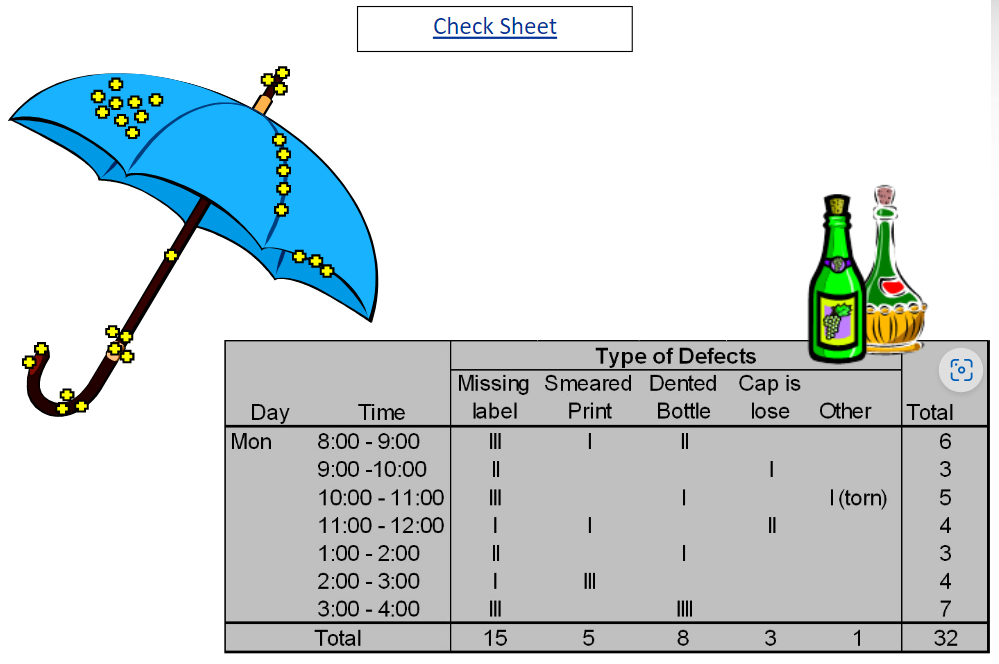 Check Sheet
Type of Defects
Day Time Missing label Smeared Print Dented Bottle Cap is lose Other Total
Mon 8:00 - 9:00 III I II 6
9:00 -10:00 II I 3
10:00 - 11:00 III I I (torn) 5
11:00 - 12:00 I I II 4
1:00 - 2:00 II I 3
2:00 - 3:00 I III 4
3:00 - 4:00 III IIII 7
Total 15 5 8 3 1 32